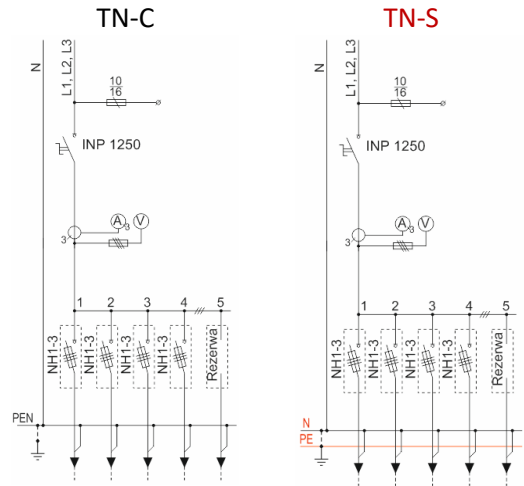 TN-C
TN-S
N
L1, L2, L3
10
16
INP 1250
A
3
V
3
1
2
3
4
5
NH1-3
NH1-3
NH1-3
NH1-3
Rezerwa
PEN
N
L1, L2, L3
10
16
INP 1250
A
3
V
3
1
2
3
4
5
NH1-3
NH1-3
NH1-3
NH1-3
Rezerwa
N
PE